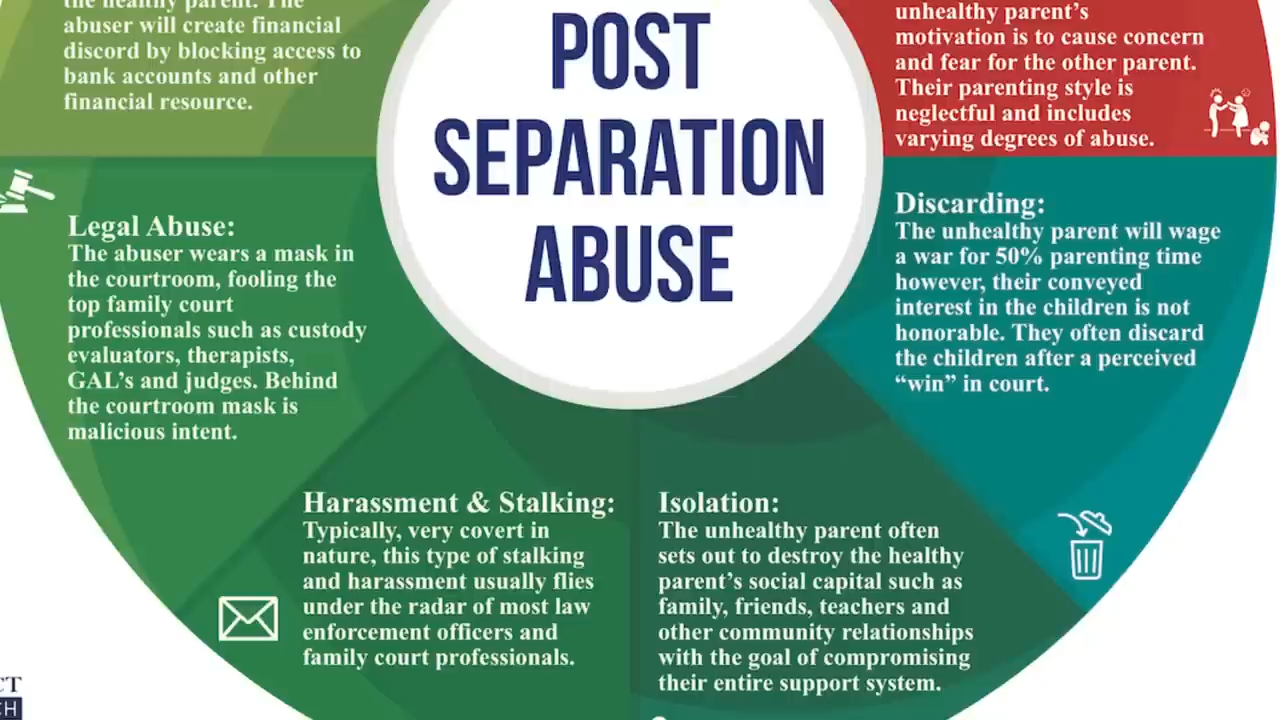 the healthy parent. The
abuser will create financial
discord by blocking access to
bank accounts and other
financial resource.
POST
SEPARATION
ABUSE
unhealthy parent's
motivation is to cause concern
and fear for the other parent.
Their parenting style is
neglectful and includes
varying degrees of abuse.
Legal Abuse:
The abuser wears a mask in
the courtroom, fooling the
top family court
professionals such as custody
evaluators, therapists,
GAL's and judges. Behind
the courtroom mask is
malicious intent.
Discarding:
The unhealthy parent will wage
a war for 50% parenting time
however, their conveyed
interest in the children is not
honorable. They often discard
the children after a perceived
“win” in court.
Harassment & Stalking:
Typically, very covert in
nature, this type of stalking
and harassment usually flies
under the radar of most law
enforcement officers and
family court professionals.
Isolation:
The unhealthy parent often
sets out to destroy the healthy
parent's social capital such as
family, friends, teachers and
other community relationships
with the goal of compromising
their entire support system.
CT
CH